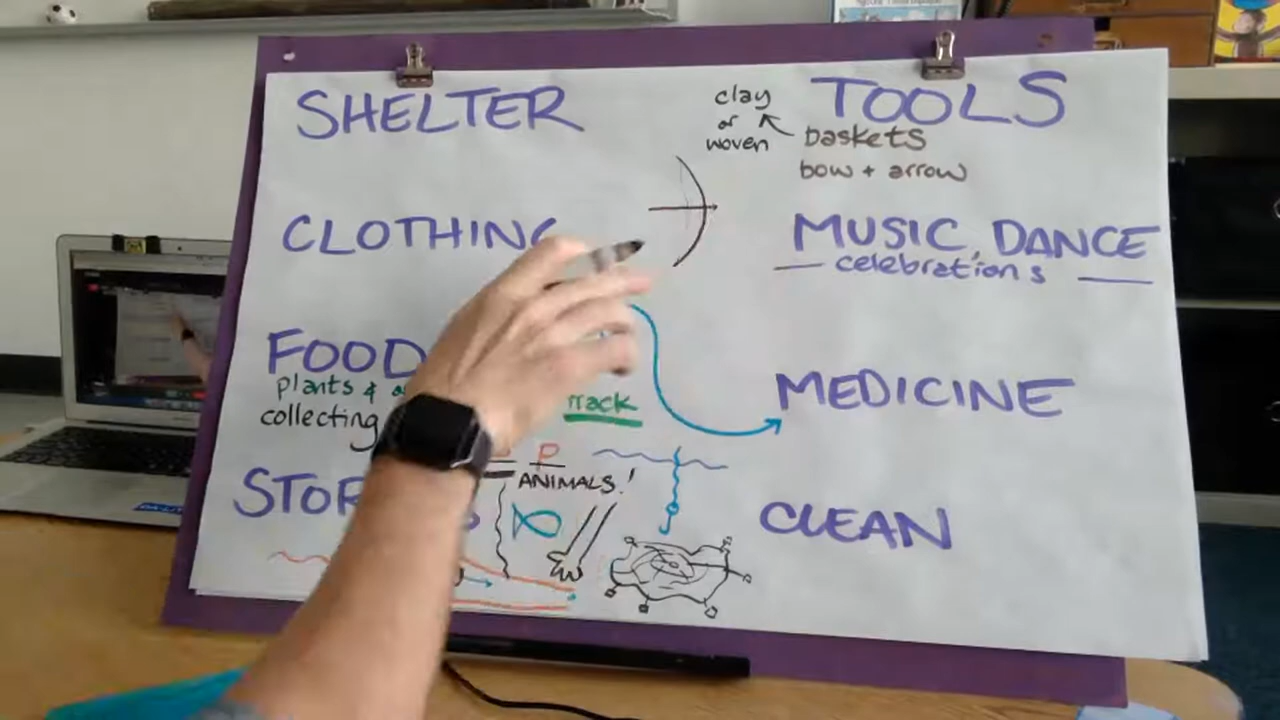 SHELTER
CLOTHING
FOOD
plants &
collecting
track
P
ANIMALS!
clay
or
woven
TOOLS
baskets
bow + arrow
MUSIC, DANCE
celebrations
MEDICINE
CLEAN